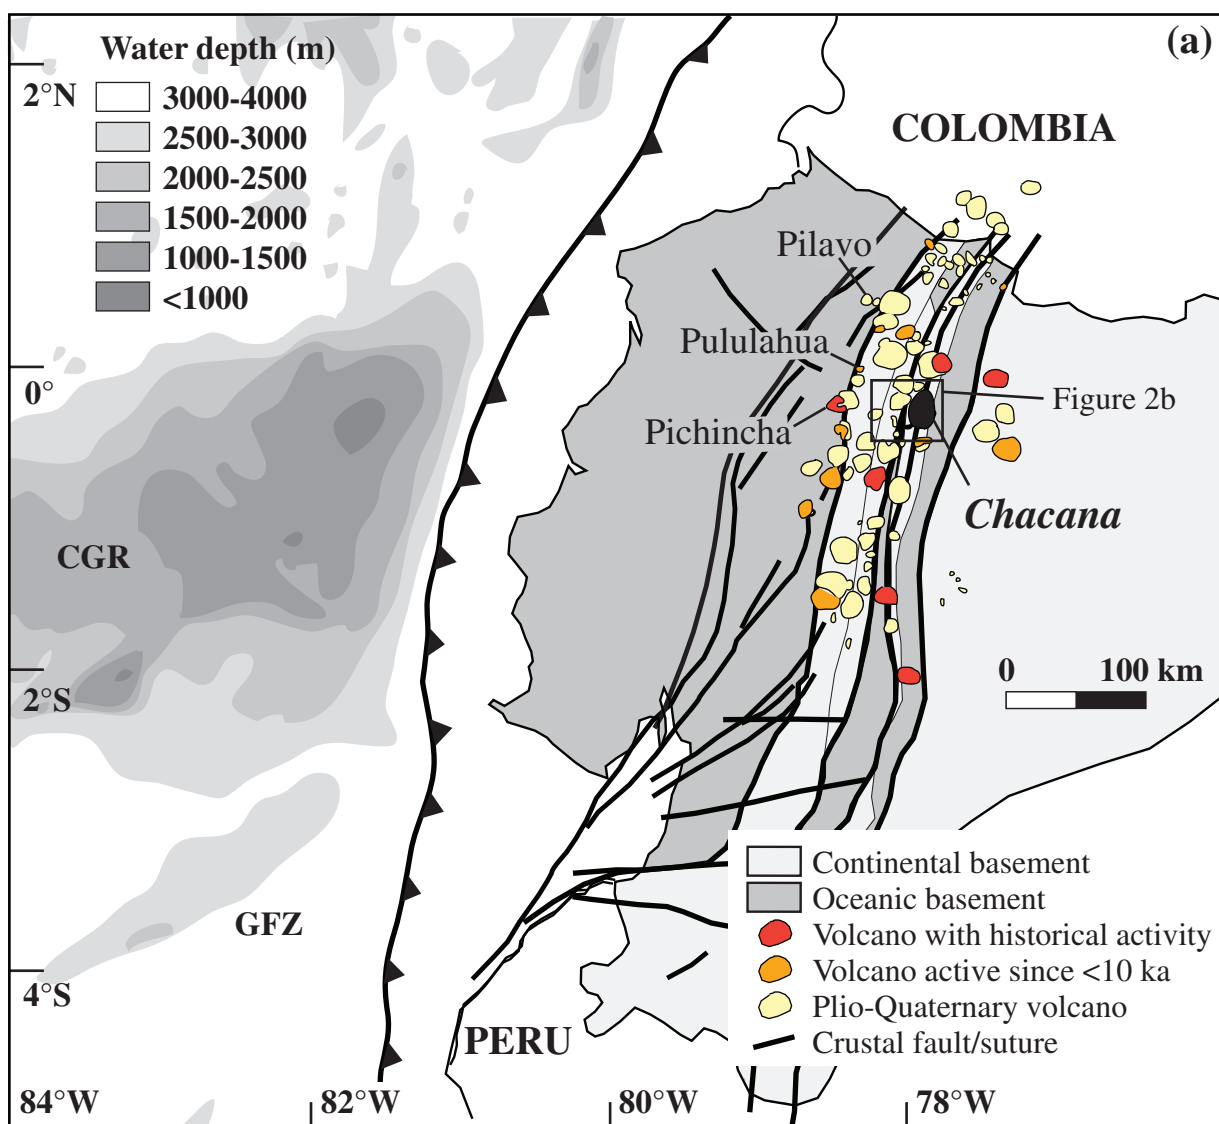 (a)
Water depth (m)
3000-4000
2500-3000
2000-2500
1500-2000
1000-1500
<1000
2°N
0°
2°S
4°S
84°W
82°W
80°W
78°W
COLOMBIA
Pilavo
Pululahua
Pichincha
Figure 2b
Chacana
CGR
GFZ
PERU
0 100 km
Continental basement
Oceanic basement
Volcano with historical activity
Volcano active since <10 ka
Plio-Quaternary volcano
Crustal fault/suture